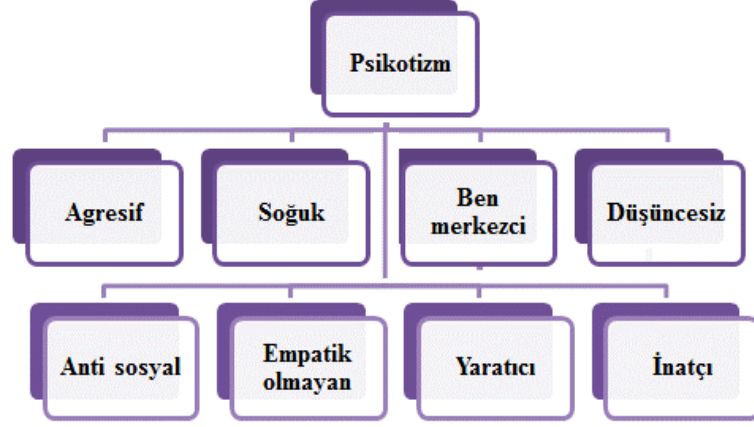 Psikotizm
Agresif
Soğuk
Ben
merkezci
Düşüncesiz
Anti sosyal
Empatik
olmayan
Yaratıcı
İnatçı